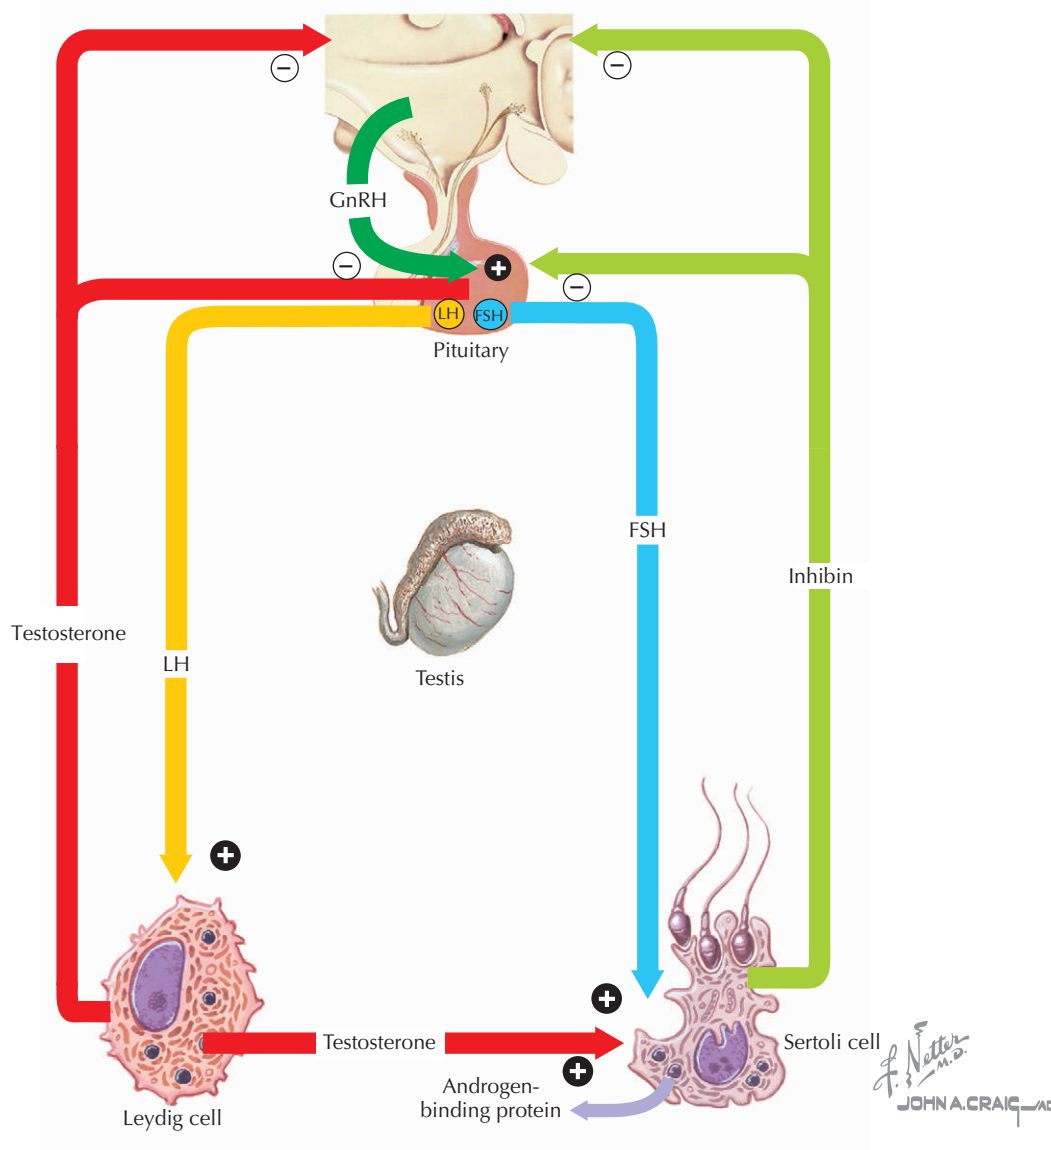 GnRH
LH
FSH
Pituitary
FSH
Inhibin
Testosterone
LH
Testis
Testosterone
Sertoli cell
Androgen-
binding protein
Leydig cell
F. Netter
M.D.
JOHN A. CRAIG